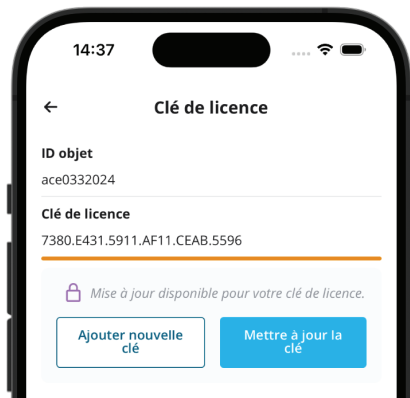 14:37
Clé de licence
ID objet
ace0332024
Clé de licence
7380.E431.5911.AF11.CEAB.5596
Mise à jour disponible pour votre clé de licence.
Ajouter nouvelle
clé
Mettre à jour la
clé